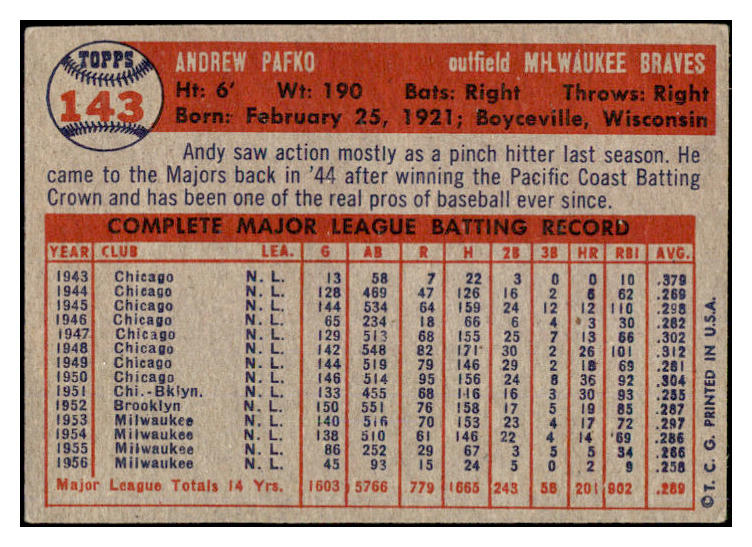 TOPPS
143
ANDREW PAFKO outfield MILWAUKEE BRAVES
Ht: 6' Wt: 190 Bats: Right Throws: Right
Born: February 25, 1921; Boyceville, Wisconsin
Andy saw action mostly as a pinch hitter last season. He
came to the Majors back in '44 after winning the Pacific Coast Batting
Crown and has been one of the real pros of baseball ever since.
COMPLETE MAJOR LEAGUE BATTING RECORD
YEAR CLUB LEA. G AB R H 2B 3B HR RBI AVG.
1943 Chicago N. L. 13 58 7 22 3 0 0 10 .379
1944 Chicago N. L. 128 469 47 126 16 2 6 62 .269
1945 Chicago N. L. 144 534 64 159 24 12 12 110 .298
1946 Chicago N. L. 65 234 18 66 6 4 3 30 .282
1947 Chicago N. L. 129 513 68 155 25 7 13 66 .302
1948 Chicago N. L. 142 548 82 171 30 2 26 101 .312
1949 Chicago N. L. 144 519 79 146 29 2 18 69 .281
1950 Chicago N. L. 146 514 95 156 24 8 36 92 .304
1951 Chi.-Bklyn. N. L. 133 455 68 116 16 3 30 93 .255
1952 Brooklyn N. L. 150 551 76 158 17 5 19 85 .287
1953 Milwaukee N. L. 140 516 70 153 23 4 17 72 .297
1954 Milwaukee N. L. 138 510 61 146 22 4 14 69 .286
1955 Milwaukee N. L. 86 252 29 67 3 5 5 34 .266
1956 Milwaukee N. L. 45 93 15 24 5 0 2 9 .258
Major League Totals 14 Yrs. 1603 5766 779 1665 243 58 201 902 .289
©T. C. G. PRINTED IN U.S.A.